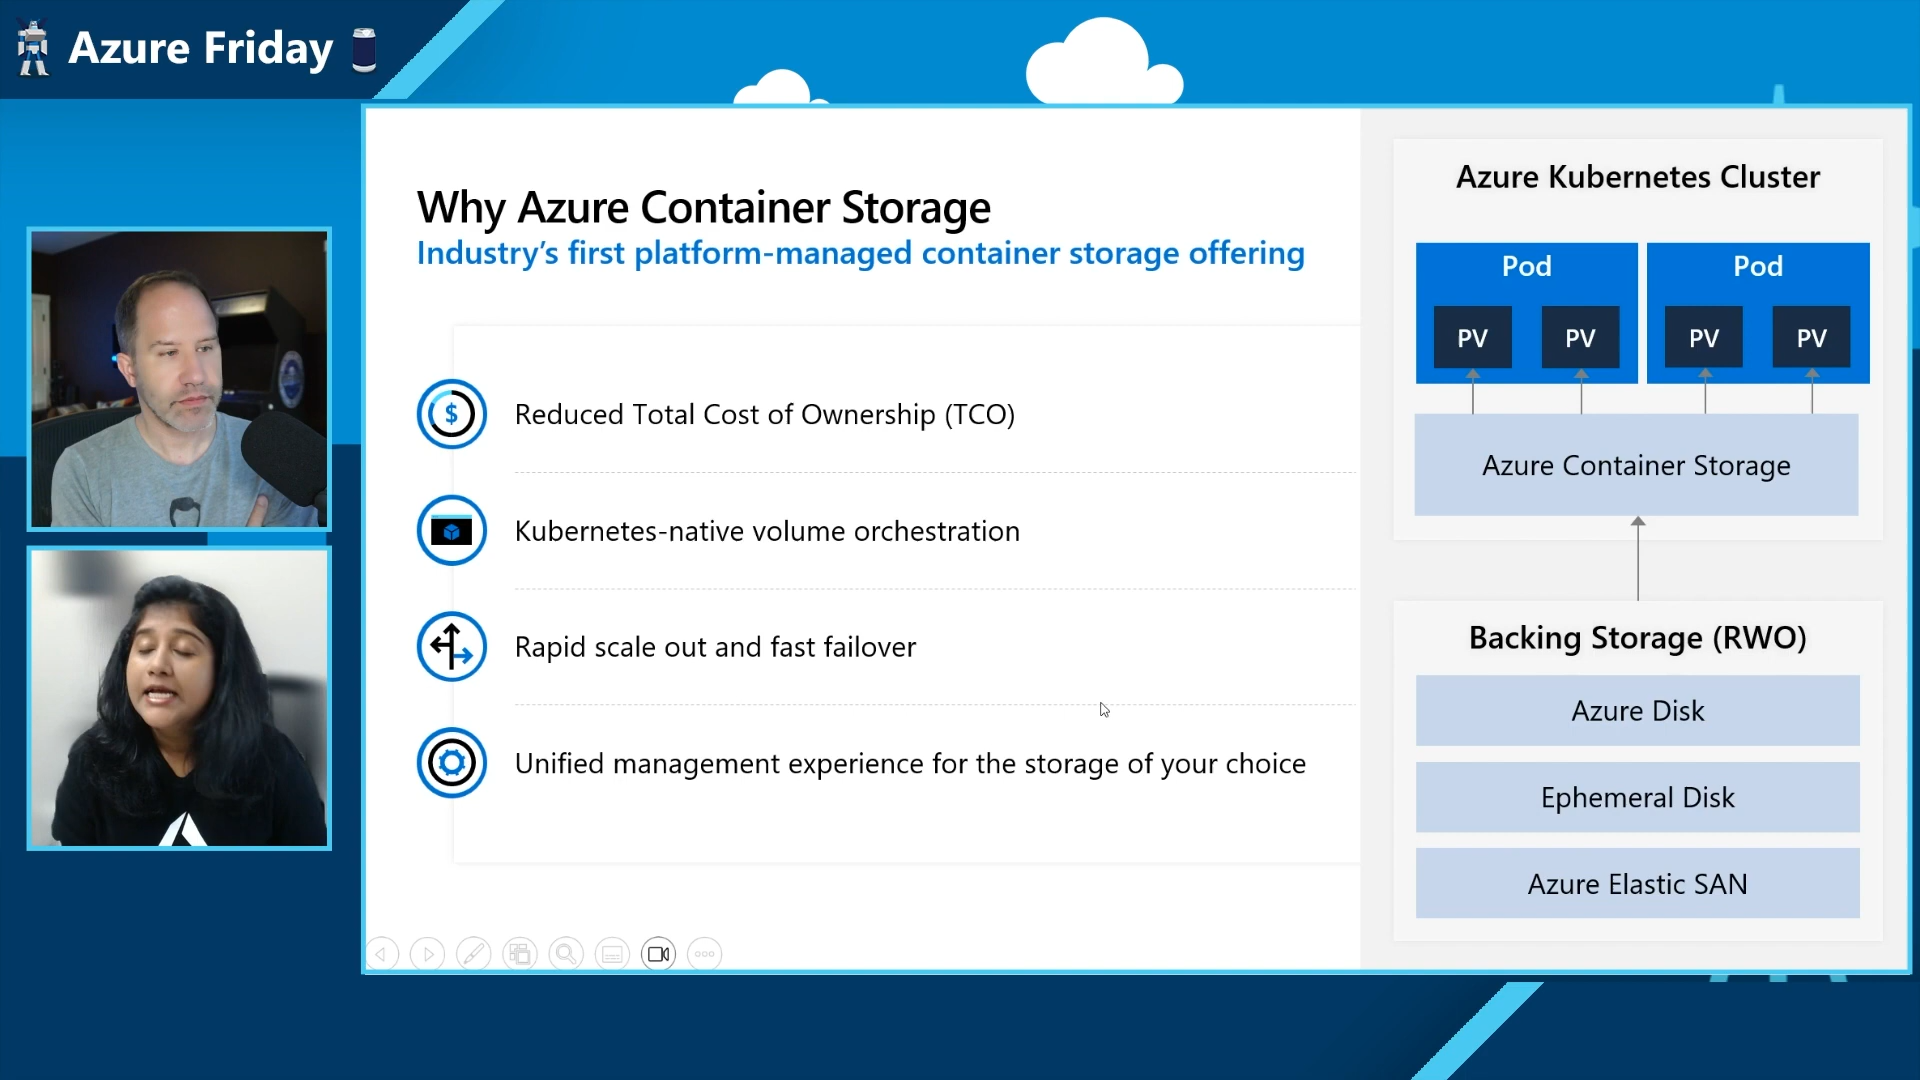 Azure Friday
Why Azure Container Storage
Industry’s first platform-managed container storage offering
Reduced Total Cost of Ownership (TCO)
Kubernetes-native volume orchestration
Rapid scale out and fast failover
Unified management experience for the storage of your choice
Azure Kubernetes Cluster
Pod
Pod
PV
PV
PV
PV
Azure Container Storage
Backing Storage (RWO)
Azure Disk
Ephemeral Disk
Azure Elastic SAN